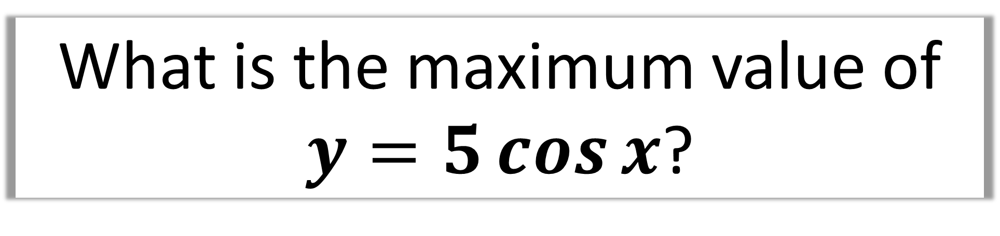 What is the maximum value of
y = 5 cos x?